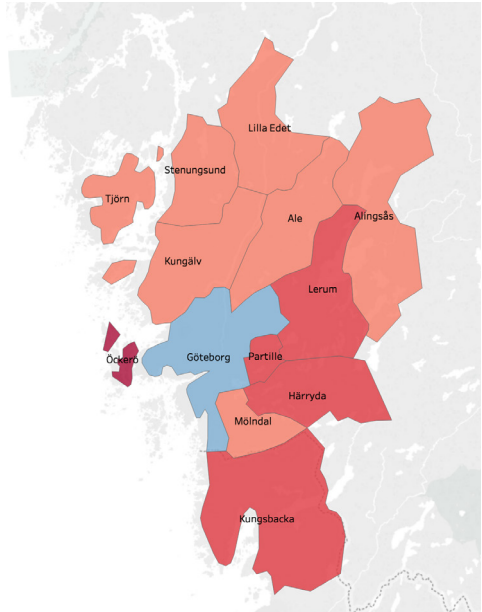 Lilla Edet
Stenungsund
Tjörn
Alingsås
Ale
Kungälv
Lerum
Göteborg
Partille
Öckerö
Härryda
Mölndal
Kungsbacka